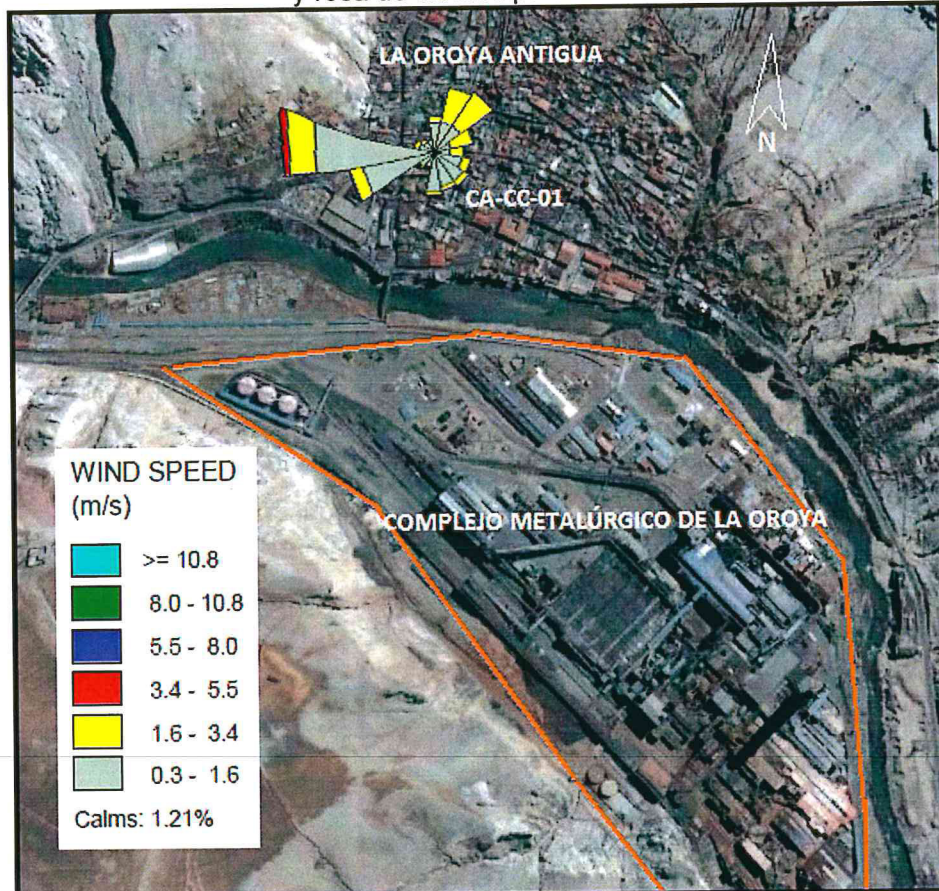 LA OROYA ANTIGUA
N
CA-CC-01
WIND SPEED
(m/s)
>= 10.8
8.0 - 10.8
5.5 - 8.0
3.4 - 5.5
1.6 - 3.4
0.3 - 1.6
Calms: 1.21%
COMPLEJO METALÚRGICO DE LA OROYA